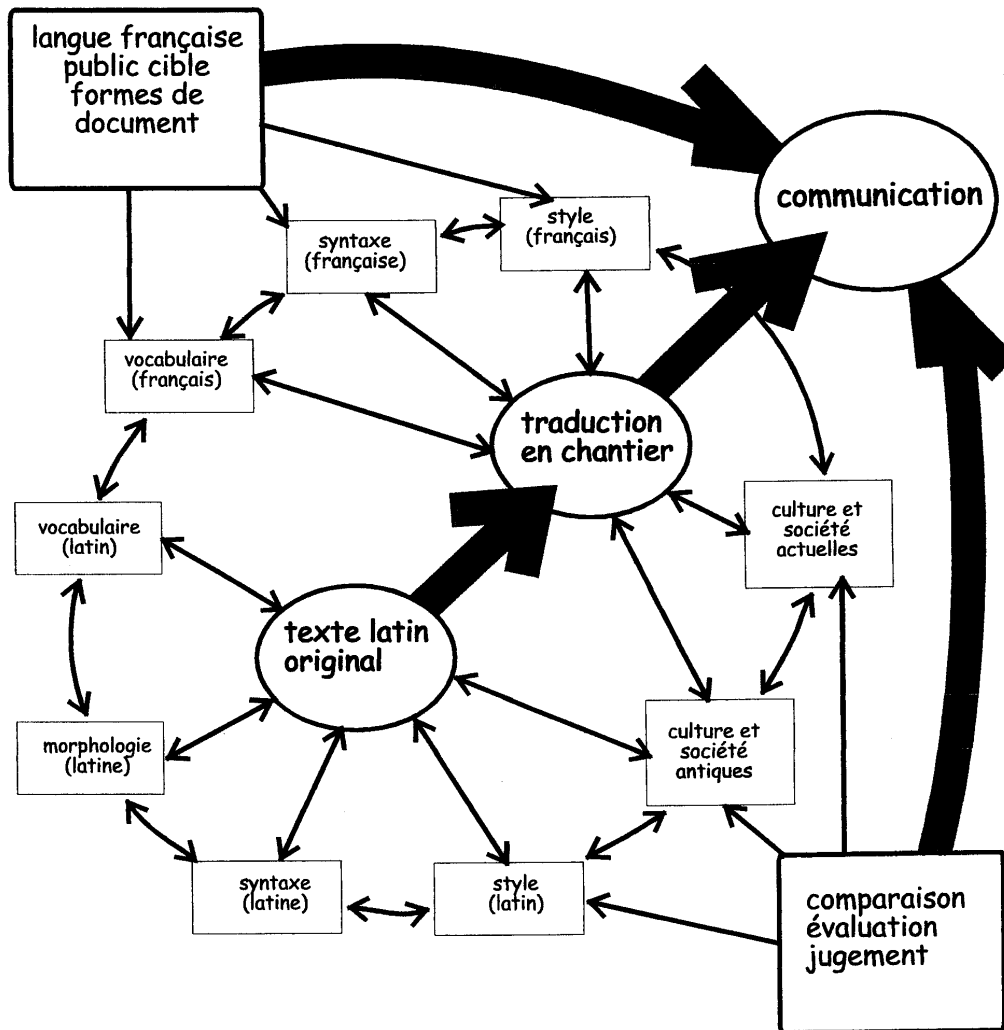 langue française
public cible
formes de
document
communication
style
(français)
syntaxe
(française)
vocabulaire
(français)
traduction
en chantier
vocabulaire
(latin)
culture et
société
actuelles
texte latin
original
morphologie
(latine)
culture et
société
antiques
syntaxe
(latine)
style
(latin)
comparaison
évaluation
jugement